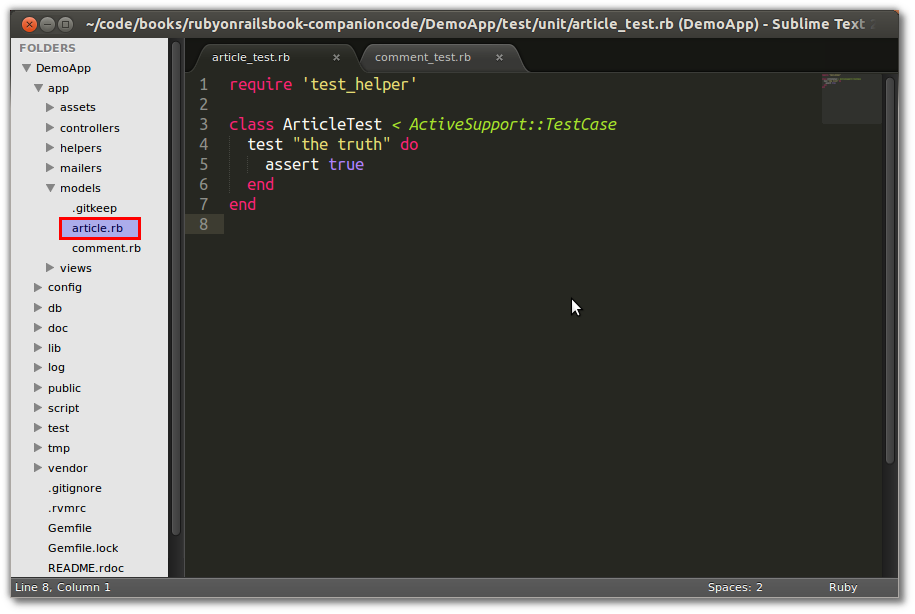 ~/code/books/rubyonrailsbook-companioncode/DemoApp/test/unit/article_test.rb (DemoApp) - Sublime Text 2
FOLDERS
DemoApp
app
assets
controllers
helpers
mailers
models
.gitkeep
article.rb
comment.rb
views
config
db
doc
lib
log
public
script
test
tmp
vendor
.gitignore
.rvmrc
Gemfile
Gemfile.lock
README.rdoc
article_test.rb × comment_test.rb ×
1 require 'test_helper'
2
3 class ArticleTest < ActiveSupport::TestCase
4 test "the truth" do
5 assert true
6 end
7 end
8
Line 8, Column 1 Spaces: 2 Ruby